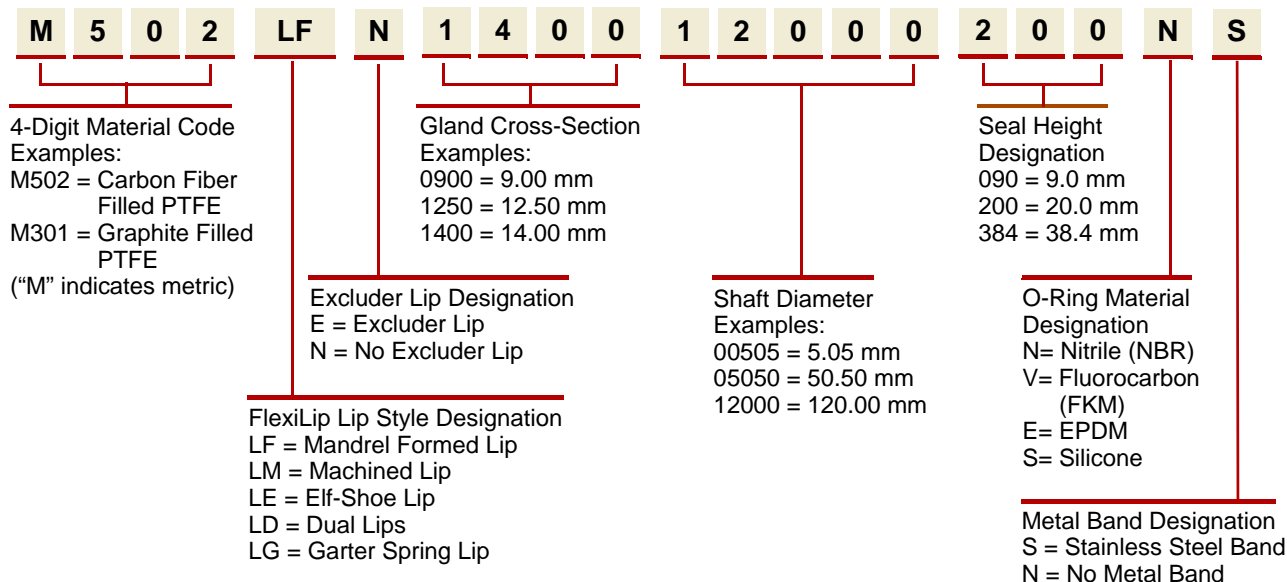 M 5 0 2 LF N 1 4 0 0 1 2 0 0 0 2 0 0 N S
4-Digit Material Code
Examples:
M502 = Carbon Fiber
Filled PTFE
M301 = Graphite Filled
PTFE
(“M” indicates metric)
Gland Cross-Section
Examples:
0900 = 9.00 mm
1250 = 12.50 mm
1400 = 14.00 mm
Seal Height
Designation
090 = 9.0 mm
200 = 20.0 mm
384 = 38.4 mm
Excluder Lip Designation
E = Excluder Lip
N = No Excluder Lip
Shaft Diameter
Examples:
00505 = 5.05 mm
05050 = 50.50 mm
12000 = 120.00 mm
O-Ring Material
Designation
N= Nitrile (NBR)
V= Fluorocarbon
(FKM)
E= EPDM
S= Silicone
FlexiLip Lip Style Designation
LF = Mandrel Formed Lip
LM = Machined Lip
LE = Elf-Shoe Lip
LD = Dual Lips
LG = Garter Spring Lip
Metal Band Designation
S = Stainless Steel Band
N = No Metal Band